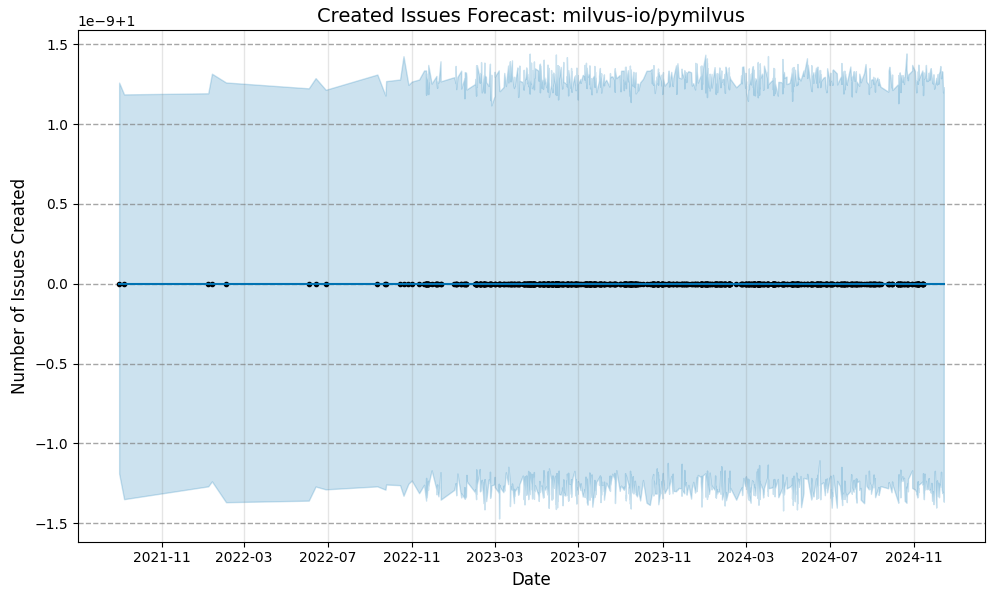 Created Issues Forecast: milvus-io/pymilvus
1e−9+1
1.5
1.0
0.5
0.0
−0.5
−1.0
−1.5
Number of Issues Created
2021-11 2022-03 2022-07 2022-11 2023-03 2023-07 2023-11 2024-03 2024-07 2024-11
Date